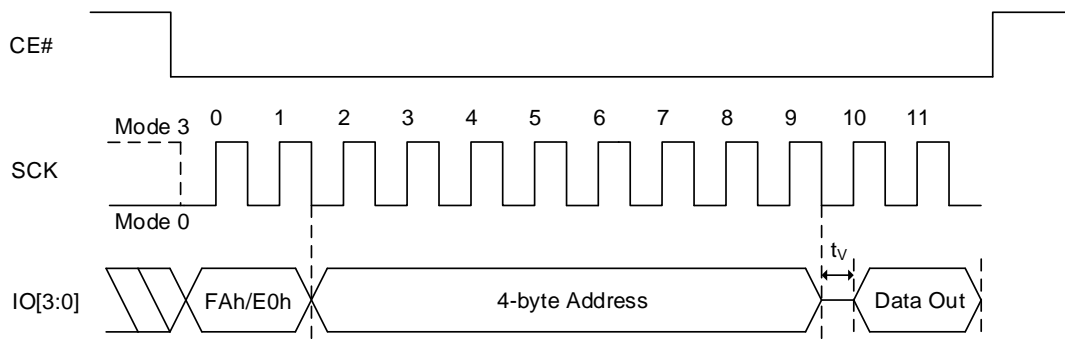 CE#
Mode 3
0 1 2 3 4 5 6 7 8 9 10 11
SCK
Mode 0
tV
IO[3:0]
FAh/E0h
4-byte Address
Data Out